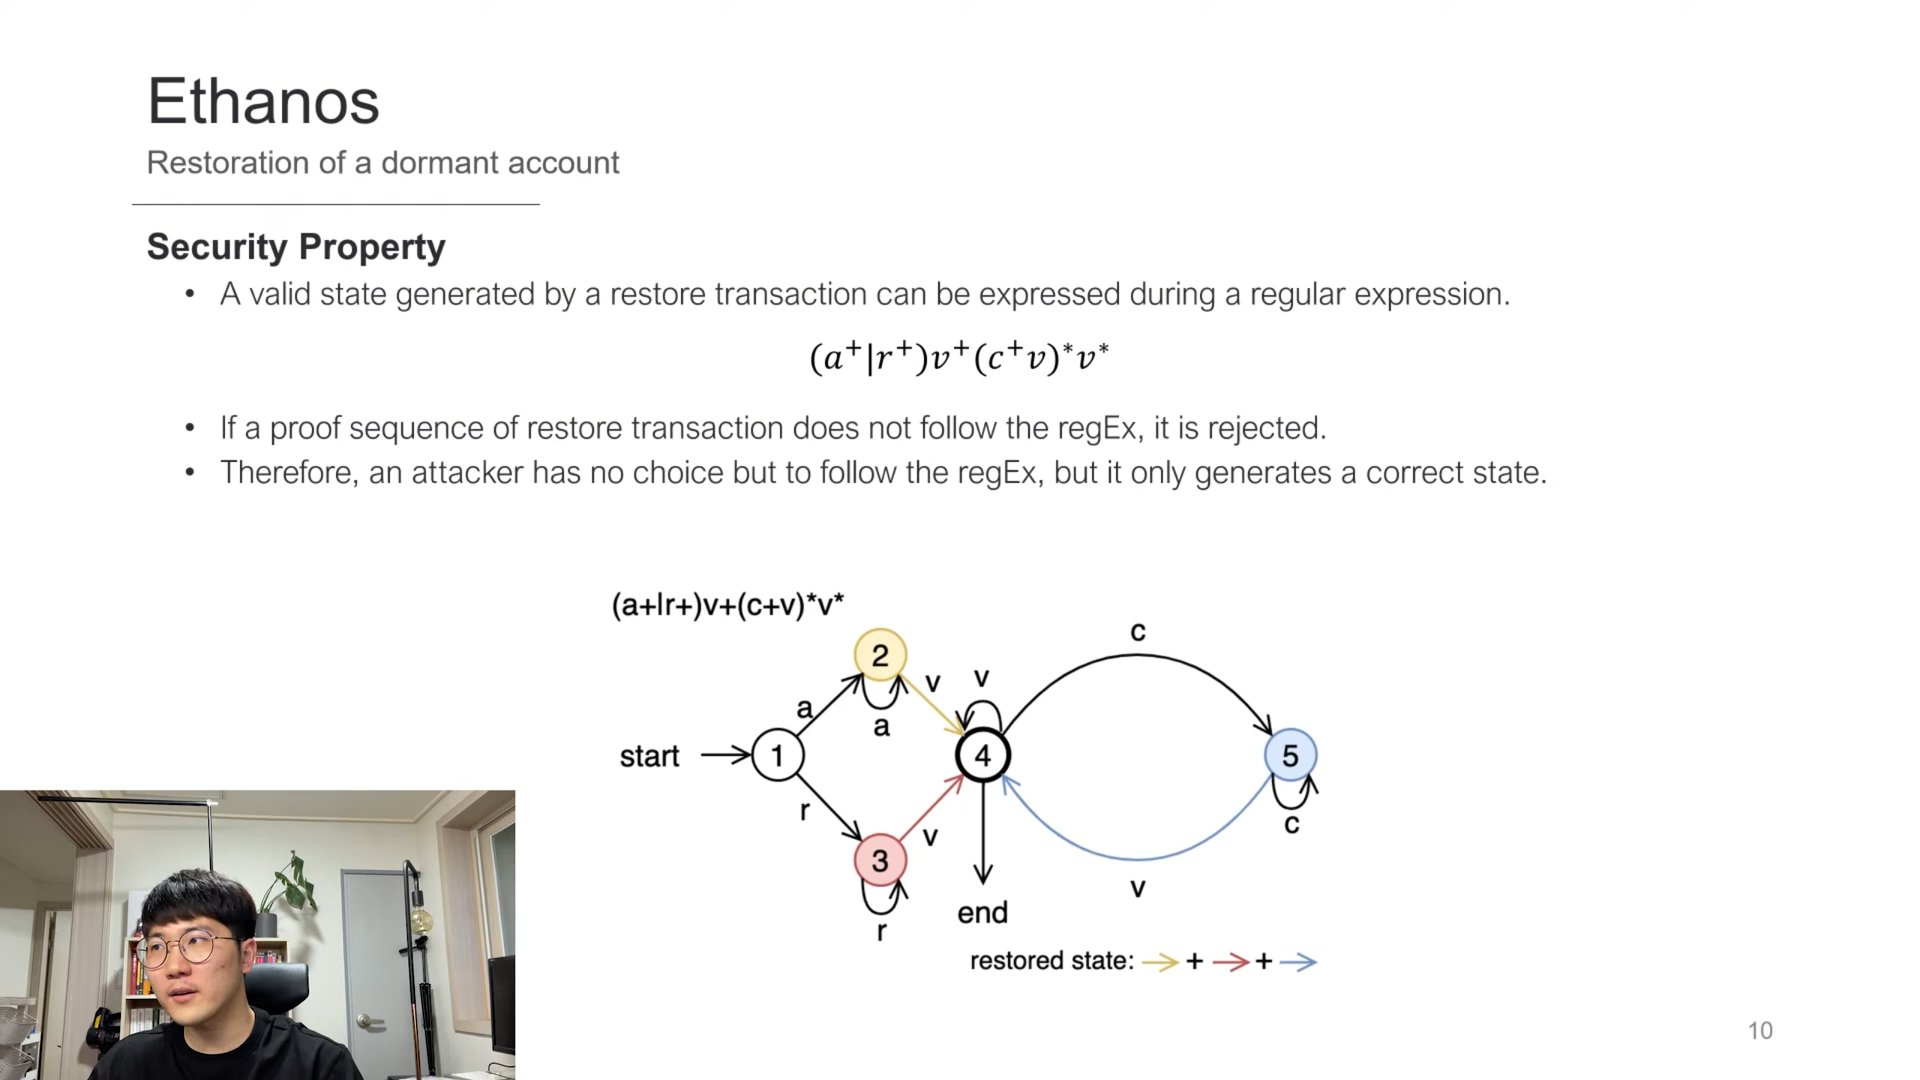 Ethanos
Restoration of a dormant account
Security Property
• A valid state generated by a restore transaction can be expressed during a regular expression.
(a⁺|r⁺)v⁺(c⁺v)*v*
• If a proof sequence of restore transaction does not follow the regEx, it is rejected.
• Therefore, an attacker has no choice but to follow the regEx, but it only generates a correct state.
(a+lr+)v+(c+v)*v*
c
2
v
v
a
a
start
1
4
5
r
v
c
3
v
r
end
restored state: → + → + →
10